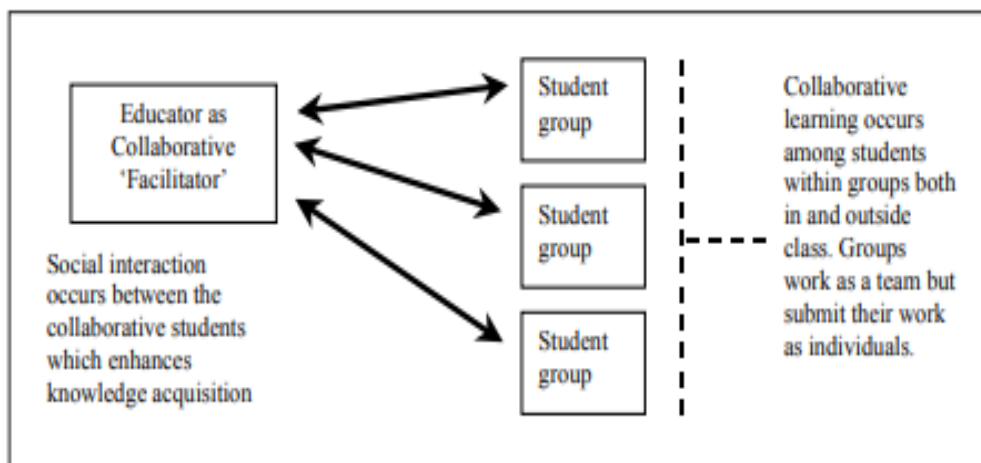 Educator as
Collaborative
‘Facilitator’
Social interaction
occurs between the
collaborative students
which enhances
knowledge acquisition
Student
group
Student
group
Student
group
Collaborative
learning occurs
among students
within groups both
in and outside
class. Groups
work as a team but
submit their work
as individuals.